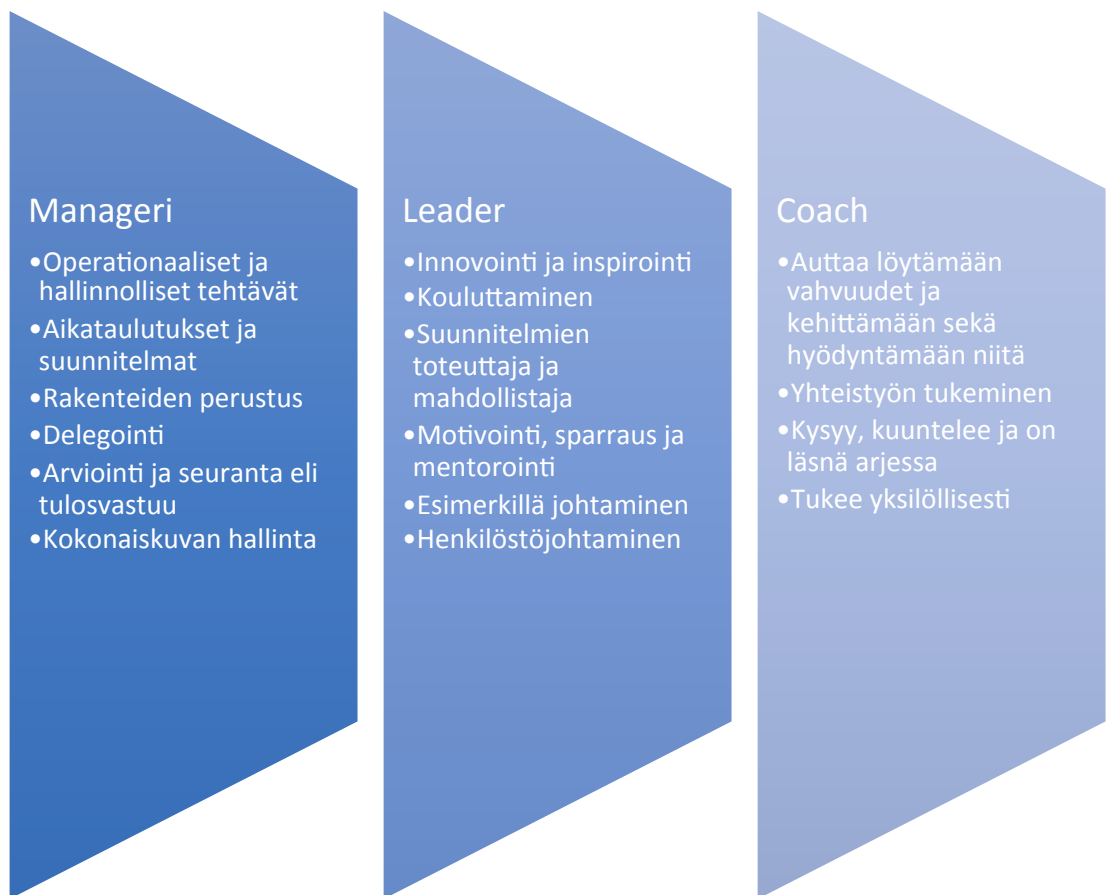 Manageri
•Operationaaliset ja
hallinnolliset tehtävät
•Aikataulutukset ja
suunnitelmat
•Rakenteiden perustus
•Delegointi
•Arviointi ja seuranta eli
tulosvastuu
•Kokonaiskuvan hallinta
Leader
•Innovointi ja inspirointi
•Kouluttaminen
•Suunnitelmien
toteuttaja ja
mahdollistaja
•Motivointi, sparraus ja
mentorointi
•Esimerkillä johtaminen
•Henkilöstöjohtaminen
Coach
•Auttaa löytämään
vahvuudet ja
kehittämään sekä
hyödyntämään niitä
•Yhteistyön tukeminen
•Kysyy, kuuntelee ja on
läsnä arjessa
•Tukee yksilöllisesti